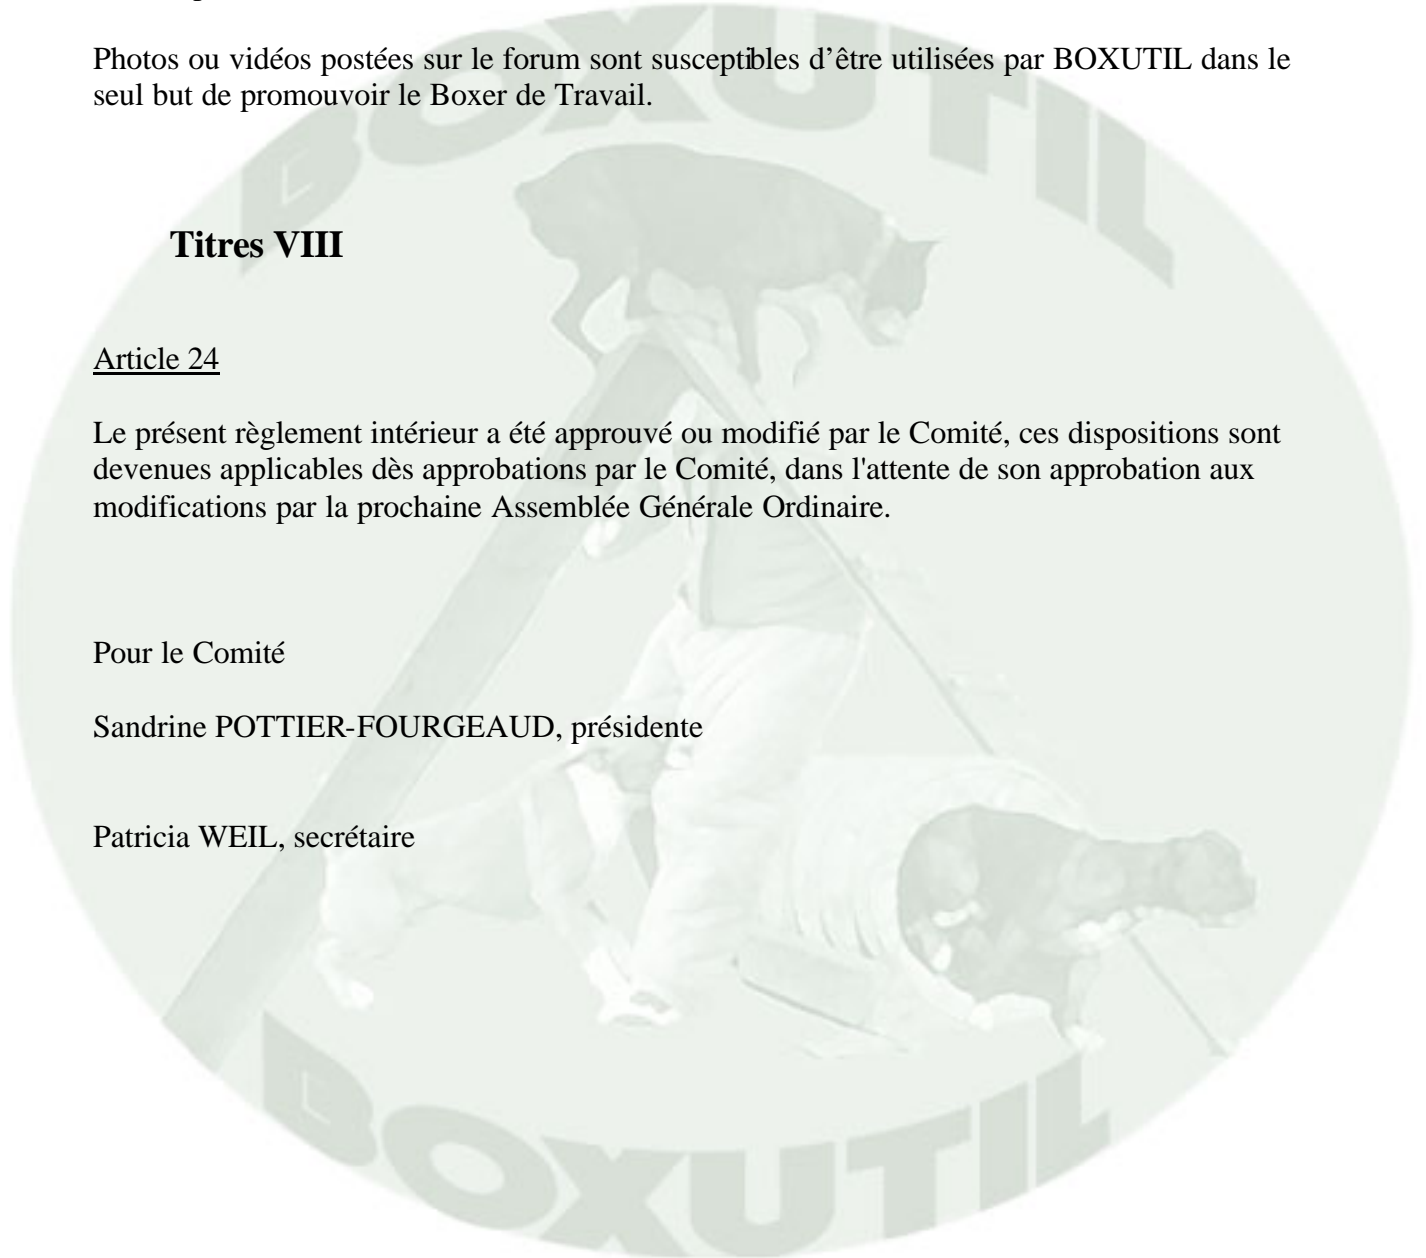 BOXUTIL
Photos ou vidéos postées sur le forum sont susceptibles d’être utilisées par BOXUTIL dans le
seul but de promouvoir le Boxer de Travail.
Titres VIII
Article 24
Le présent règlement intérieur a été approuvé ou modifié par le Comité, ces dispositions sont
devenues applicables dès approbations par le Comité, dans l'attente de son approbation aux
modifications par la prochaine Assemblée Générale Ordinaire.
Pour le Comité
Sandrine POTTIER-FOURGEAUD, présidente
Patricia WEIL, secrétaire
BOXUTIL